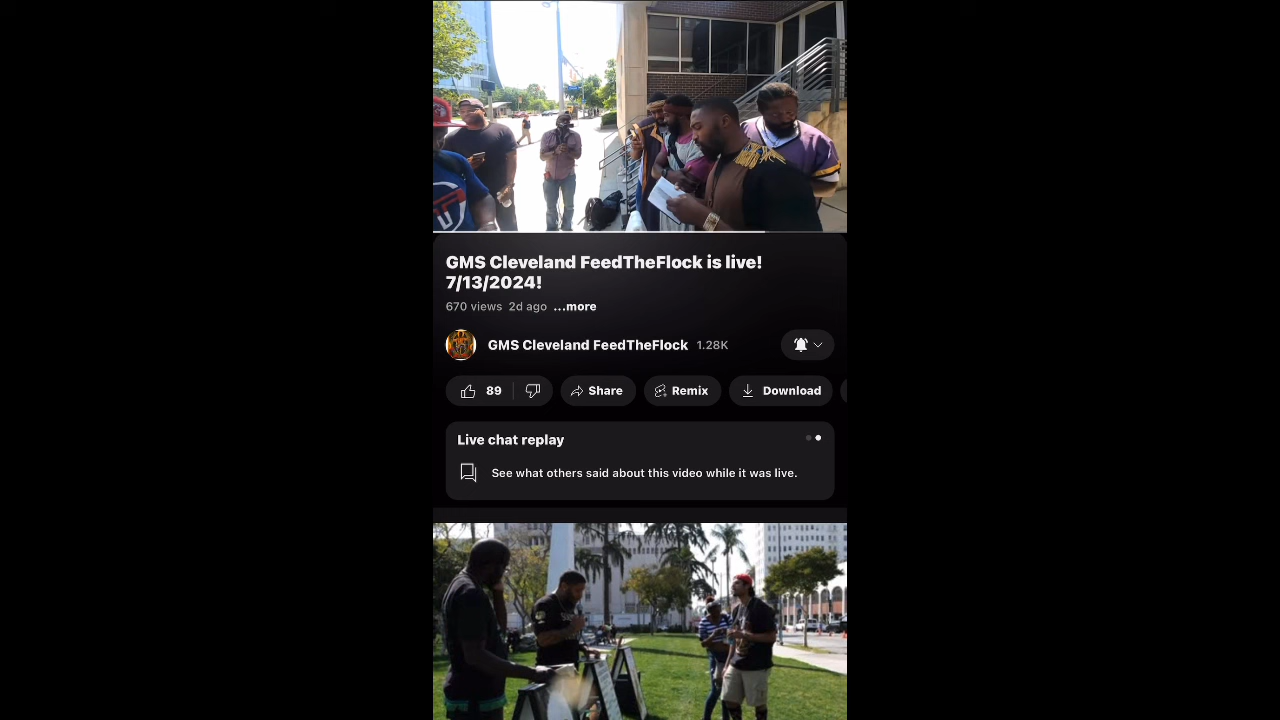 GMS Cleveland FeedTheFlock is live!
7/13/2024!
670 views 2d ago ...more
GMS Cleveland FeedTheFlock 1.28K
89 Share Remix Download
Live chat replay
See what others said about this video while it was live.